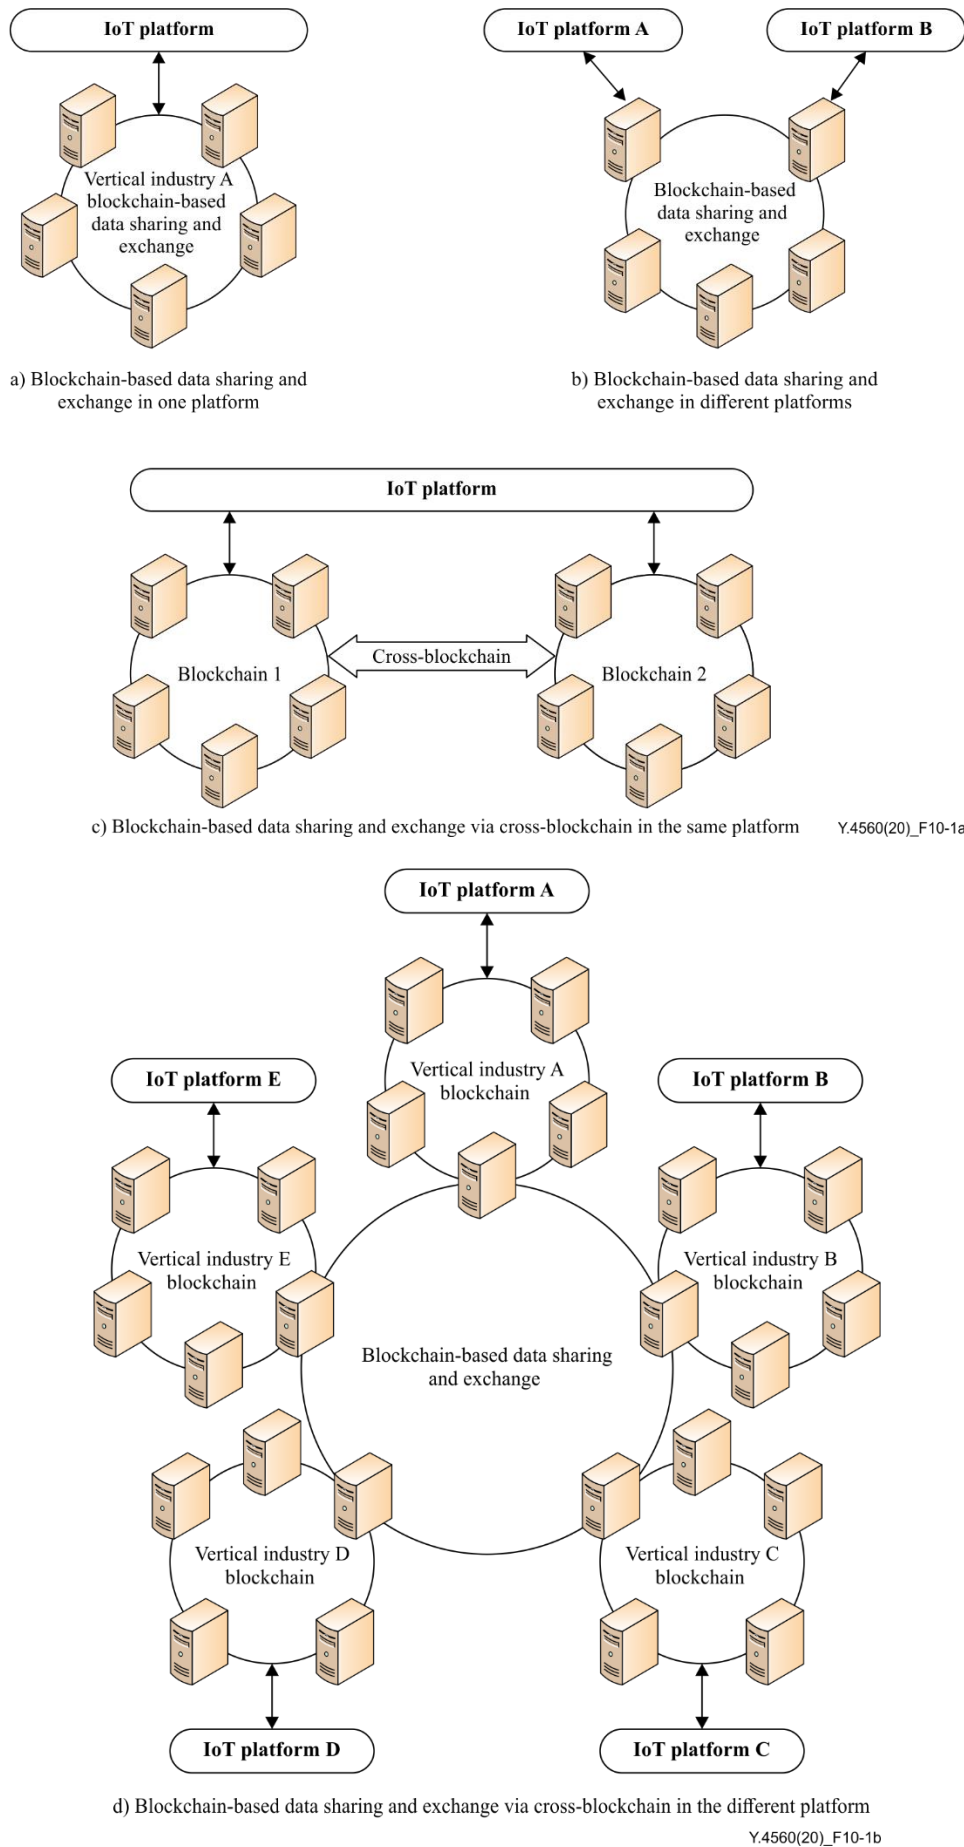 IoT platform
IoT platform A
IoT platform B
Vertical industry A
blockchain-based
data sharing and
exchange
Blockchain-based
data sharing and
exchange
a) Blockchain-based data sharing and
exchange in one platform
b) Blockchain-based data sharing and
exchange in different platforms
IoT platform
Blockchain 1
Cross-blockchain
Blockchain 2
c) Blockchain-based data sharing and exchange via cross-blockchain in the same platform
Y.4560(20)_F10-1a
IoT platform A
Vertical industry A
blockchain
IoT platform E
IoT platform B
Vertical industry E
blockchain
Vertical industry B
blockchain
Blockchain-based data sharing
and exchange
Vertical industry D
blockchain
Vertical industry C
blockchain
IoT platform D
IoT platform C
d) Blockchain-based data sharing and exchange via cross-blockchain in the different platform
Y.4560(20)_F10-1b